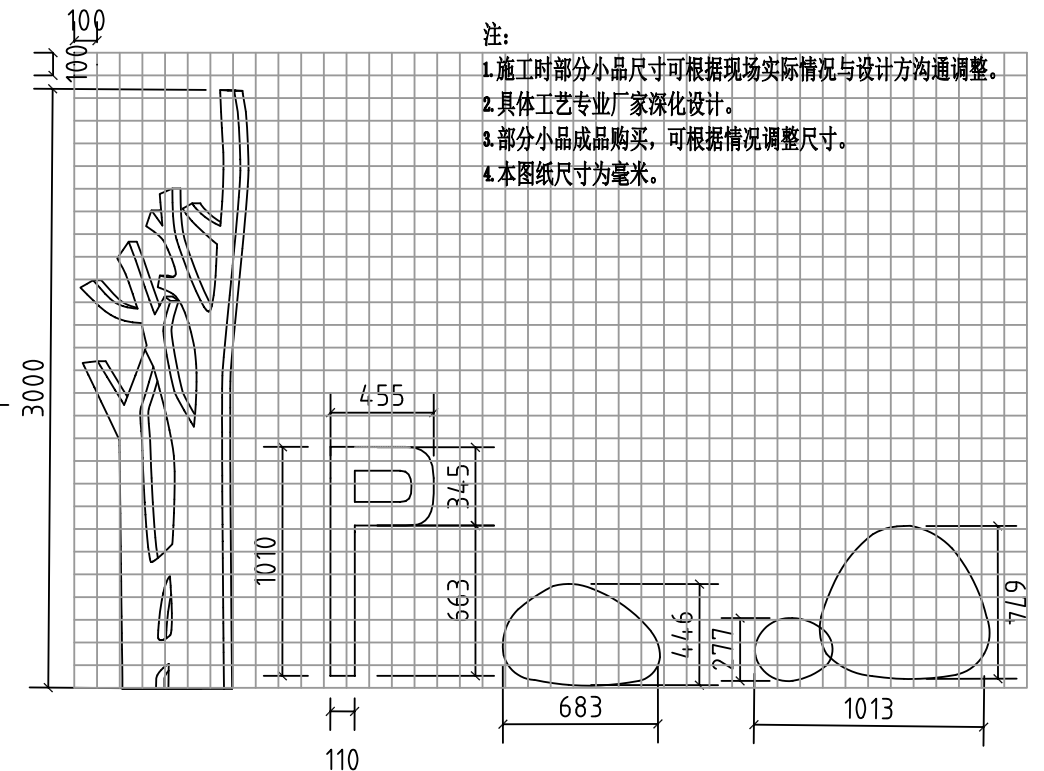 100
100
注：
1.施工时部分小品尺寸可根据现场实际情况与设计方沟通调整。
2.具体工艺专业厂家深化设计。
3.部分小品成品购买，可根据情况调整尺寸。
4.本图纸尺寸为毫米。
3000
455
345
1010
663
446
277
674
683
1013
110